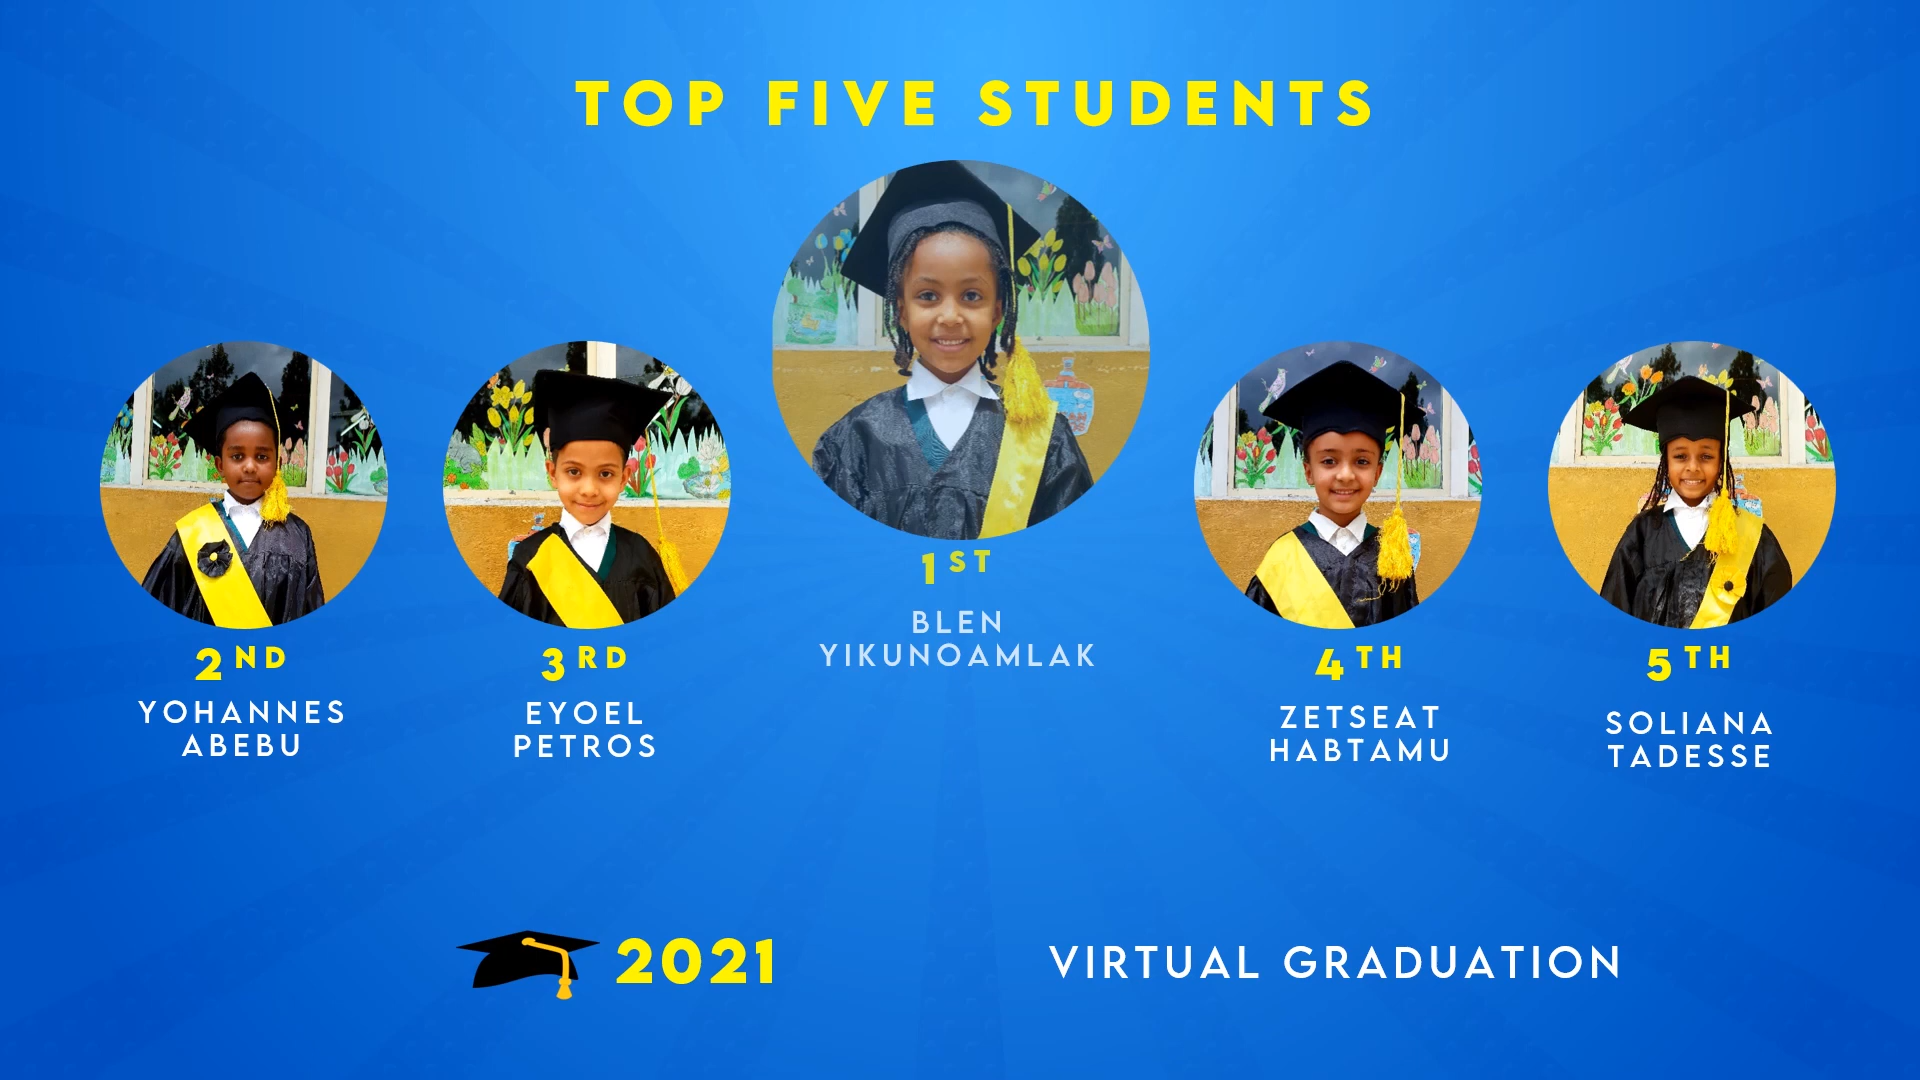 TOP FIVE STUDENTS
1ST
BLEN
YIKUNOAMLAK
2ND
YOHANNES
ABEBU
3RD
EYOEL
PETROS
4TH
ZETSEAT
HABTAMU
5TH
SOLIANA
TADESSE
2021
VIRTUAL GRADUATION